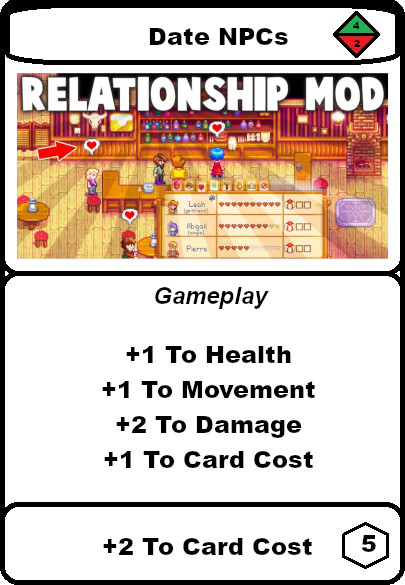 Date NPCs
4
2
RELATIONSHIP MOD
Leah
(girlfriend)
Abigail
(single)
Pierre
Gameplay
+1 To Health
+1 To Movement
+2 To Damage
+1 To Card Cost
+2 To Card Cost
5